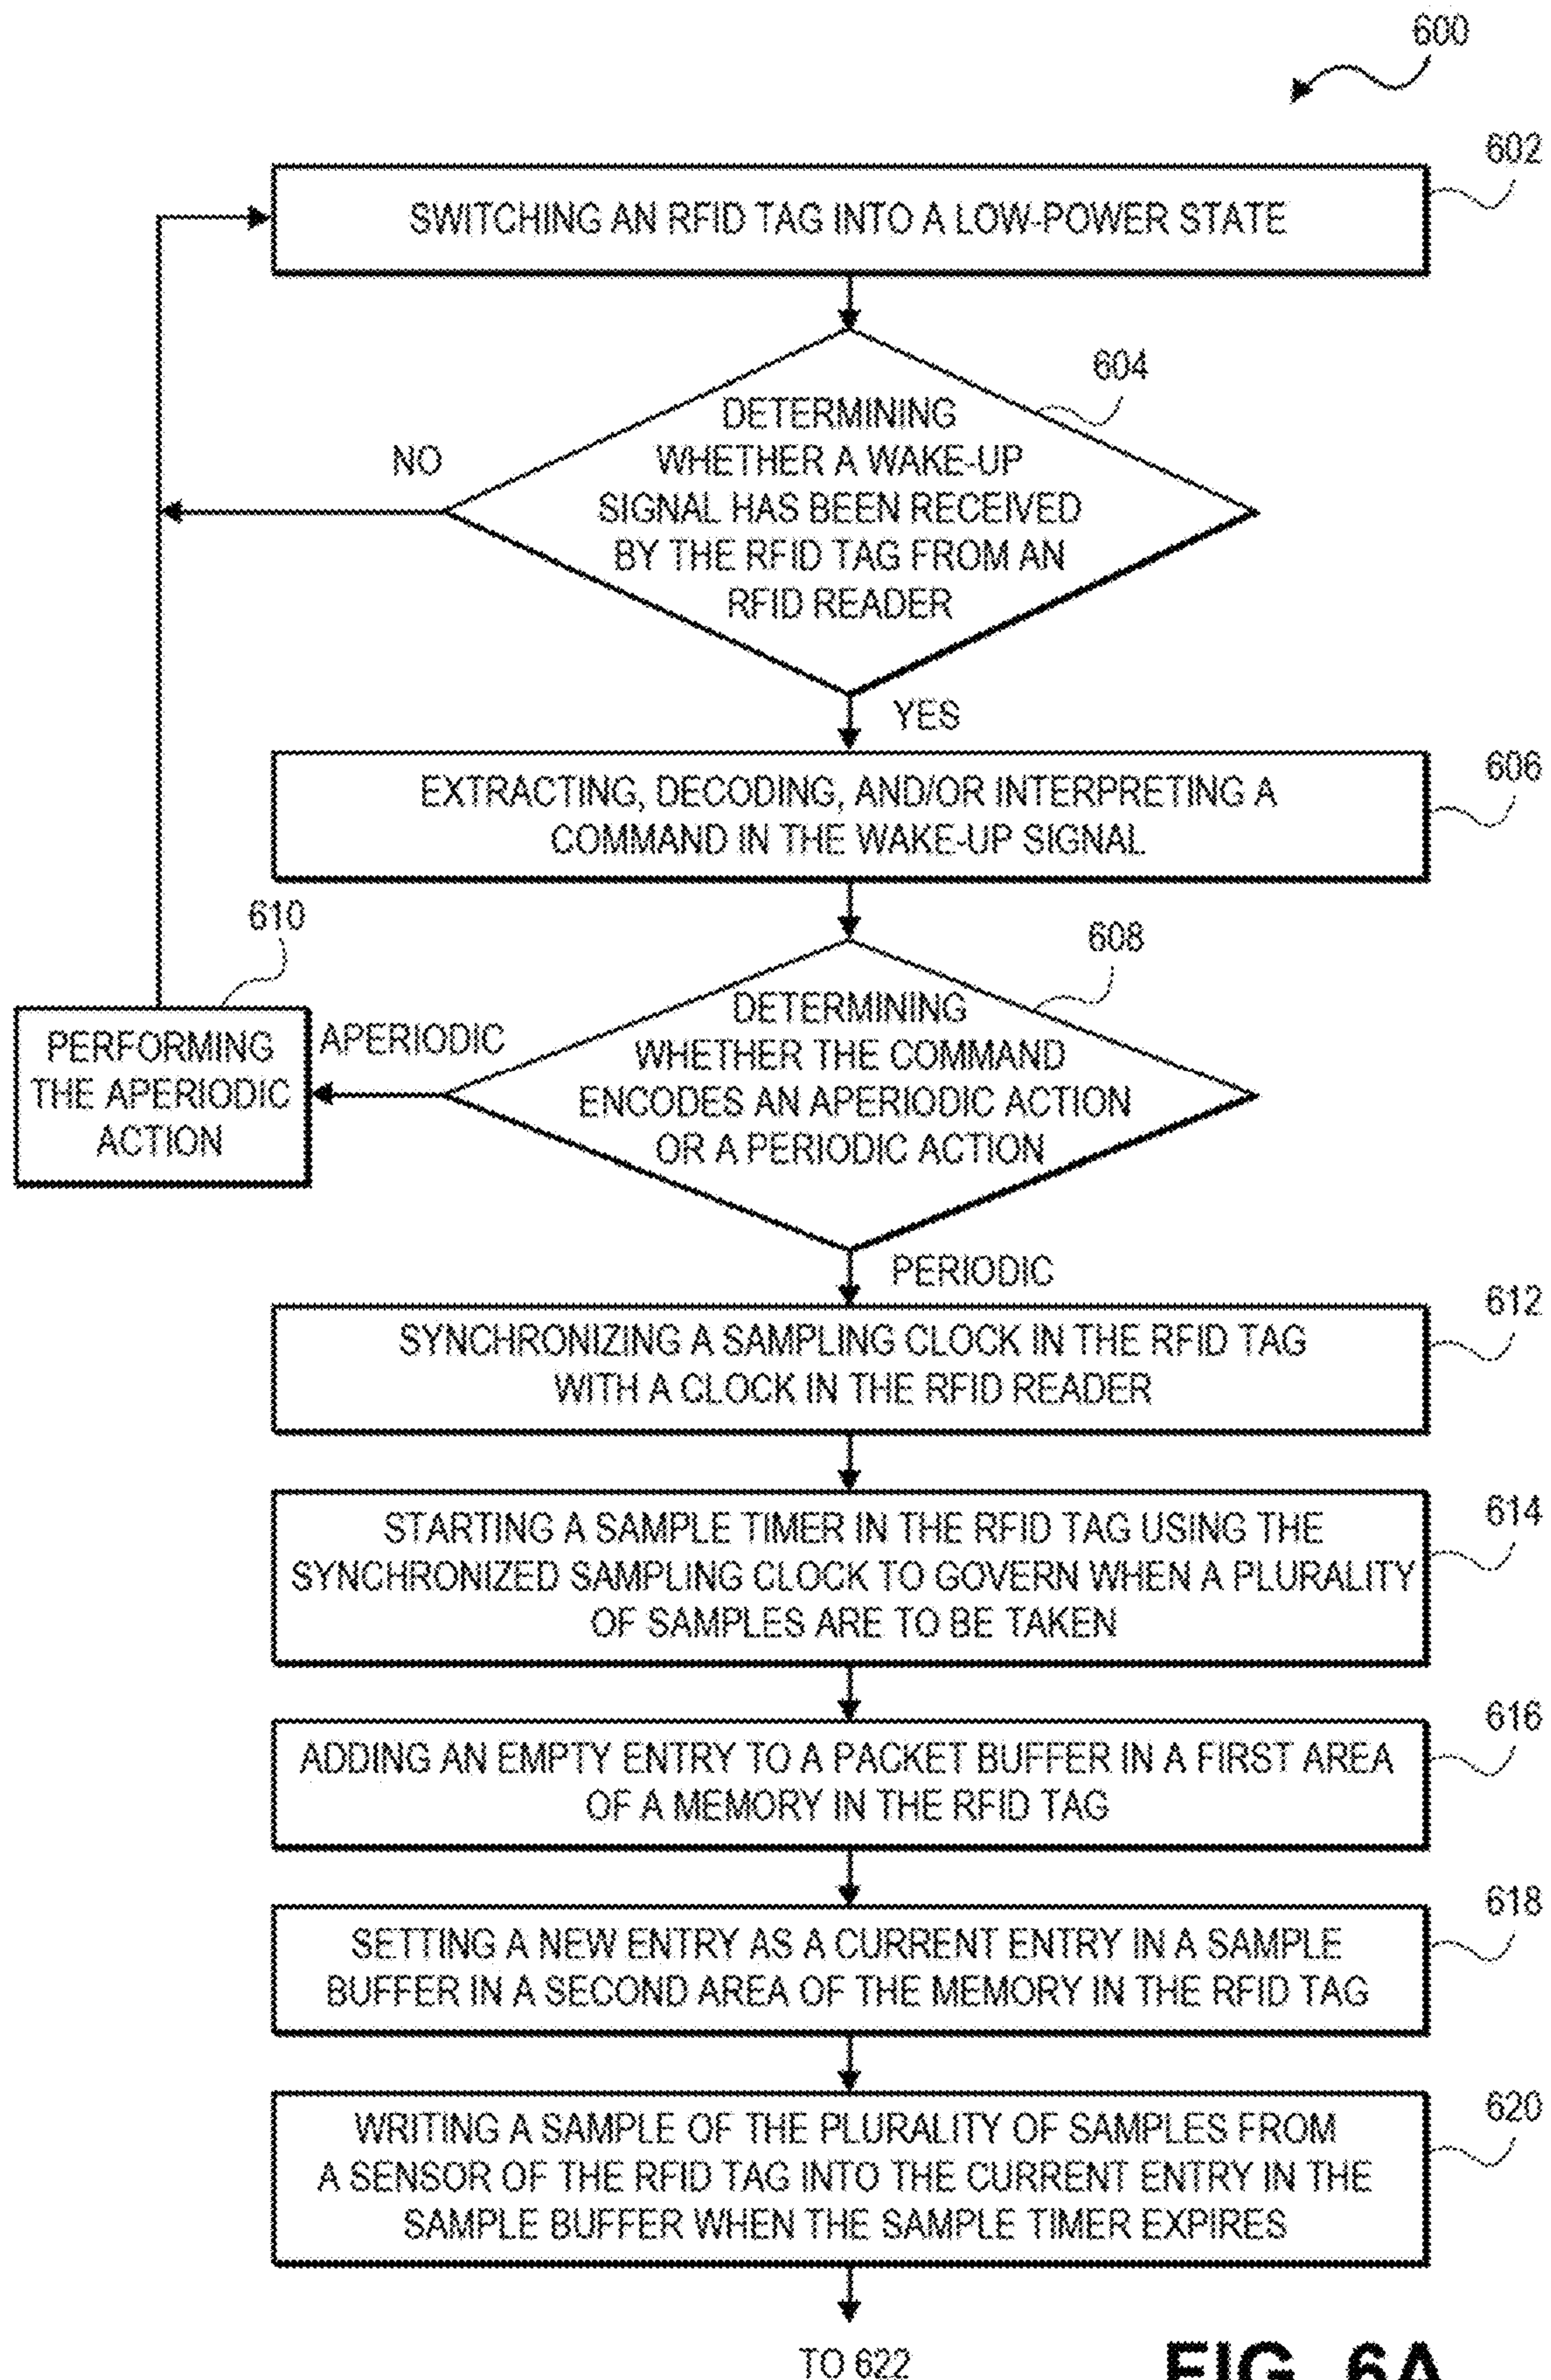 600
602
SWITCHING AN RFID TAG INTO A LOW-POWER STATE
604
DETERMINING
WHETHER A WAKE-UP
SIGNAL HAS BEEN RECEIVED
BY THE RFID TAG FROM AN
RFID READER
NO
YES
606
EXTRACTING, DECODING, AND/OR INTERPRETING A
COMMAND IN THE WAKE-UP SIGNAL
610
608
PERFORMING
THE APERIODIC
ACTION
APERIODIC
DETERMINING
WHETHER THE COMMAND
ENCODES AN APERIODIC ACTION
OR A PERIODIC ACTION
PERIODIC
612
SYNCHRONIZING A SAMPLING CLOCK IN THE RFID TAG
WITH A CLOCK IN THE RFID READER
614
STARTING A SAMPLE TIMER IN THE RFID TAG USING THE
SYNCHRONIZED SAMPLING CLOCK TO GOVERN WHEN A PLURALITY
OF SAMPLES ARE TO BE TAKEN
616
ADDING AN EMPTY ENTRY TO A PACKET BUFFER IN A FIRST AREA
OF A MEMORY IN THE RFID TAG
618
SETTING A NEW ENTRY AS A CURRENT ENTRY IN A SAMPLE
BUFFER IN A SECOND AREA OF THE MEMORY IN THE RFID TAG
620
WRITING A SAMPLE OF THE PLURALITY OF SAMPLES FROM
A SENSOR OF THE RFID TAG INTO THE CURRENT ENTRY IN THE
SAMPLE BUFFER WHEN THE SAMPLE TIMER EXPIRES
TO 622
FIG. 6A